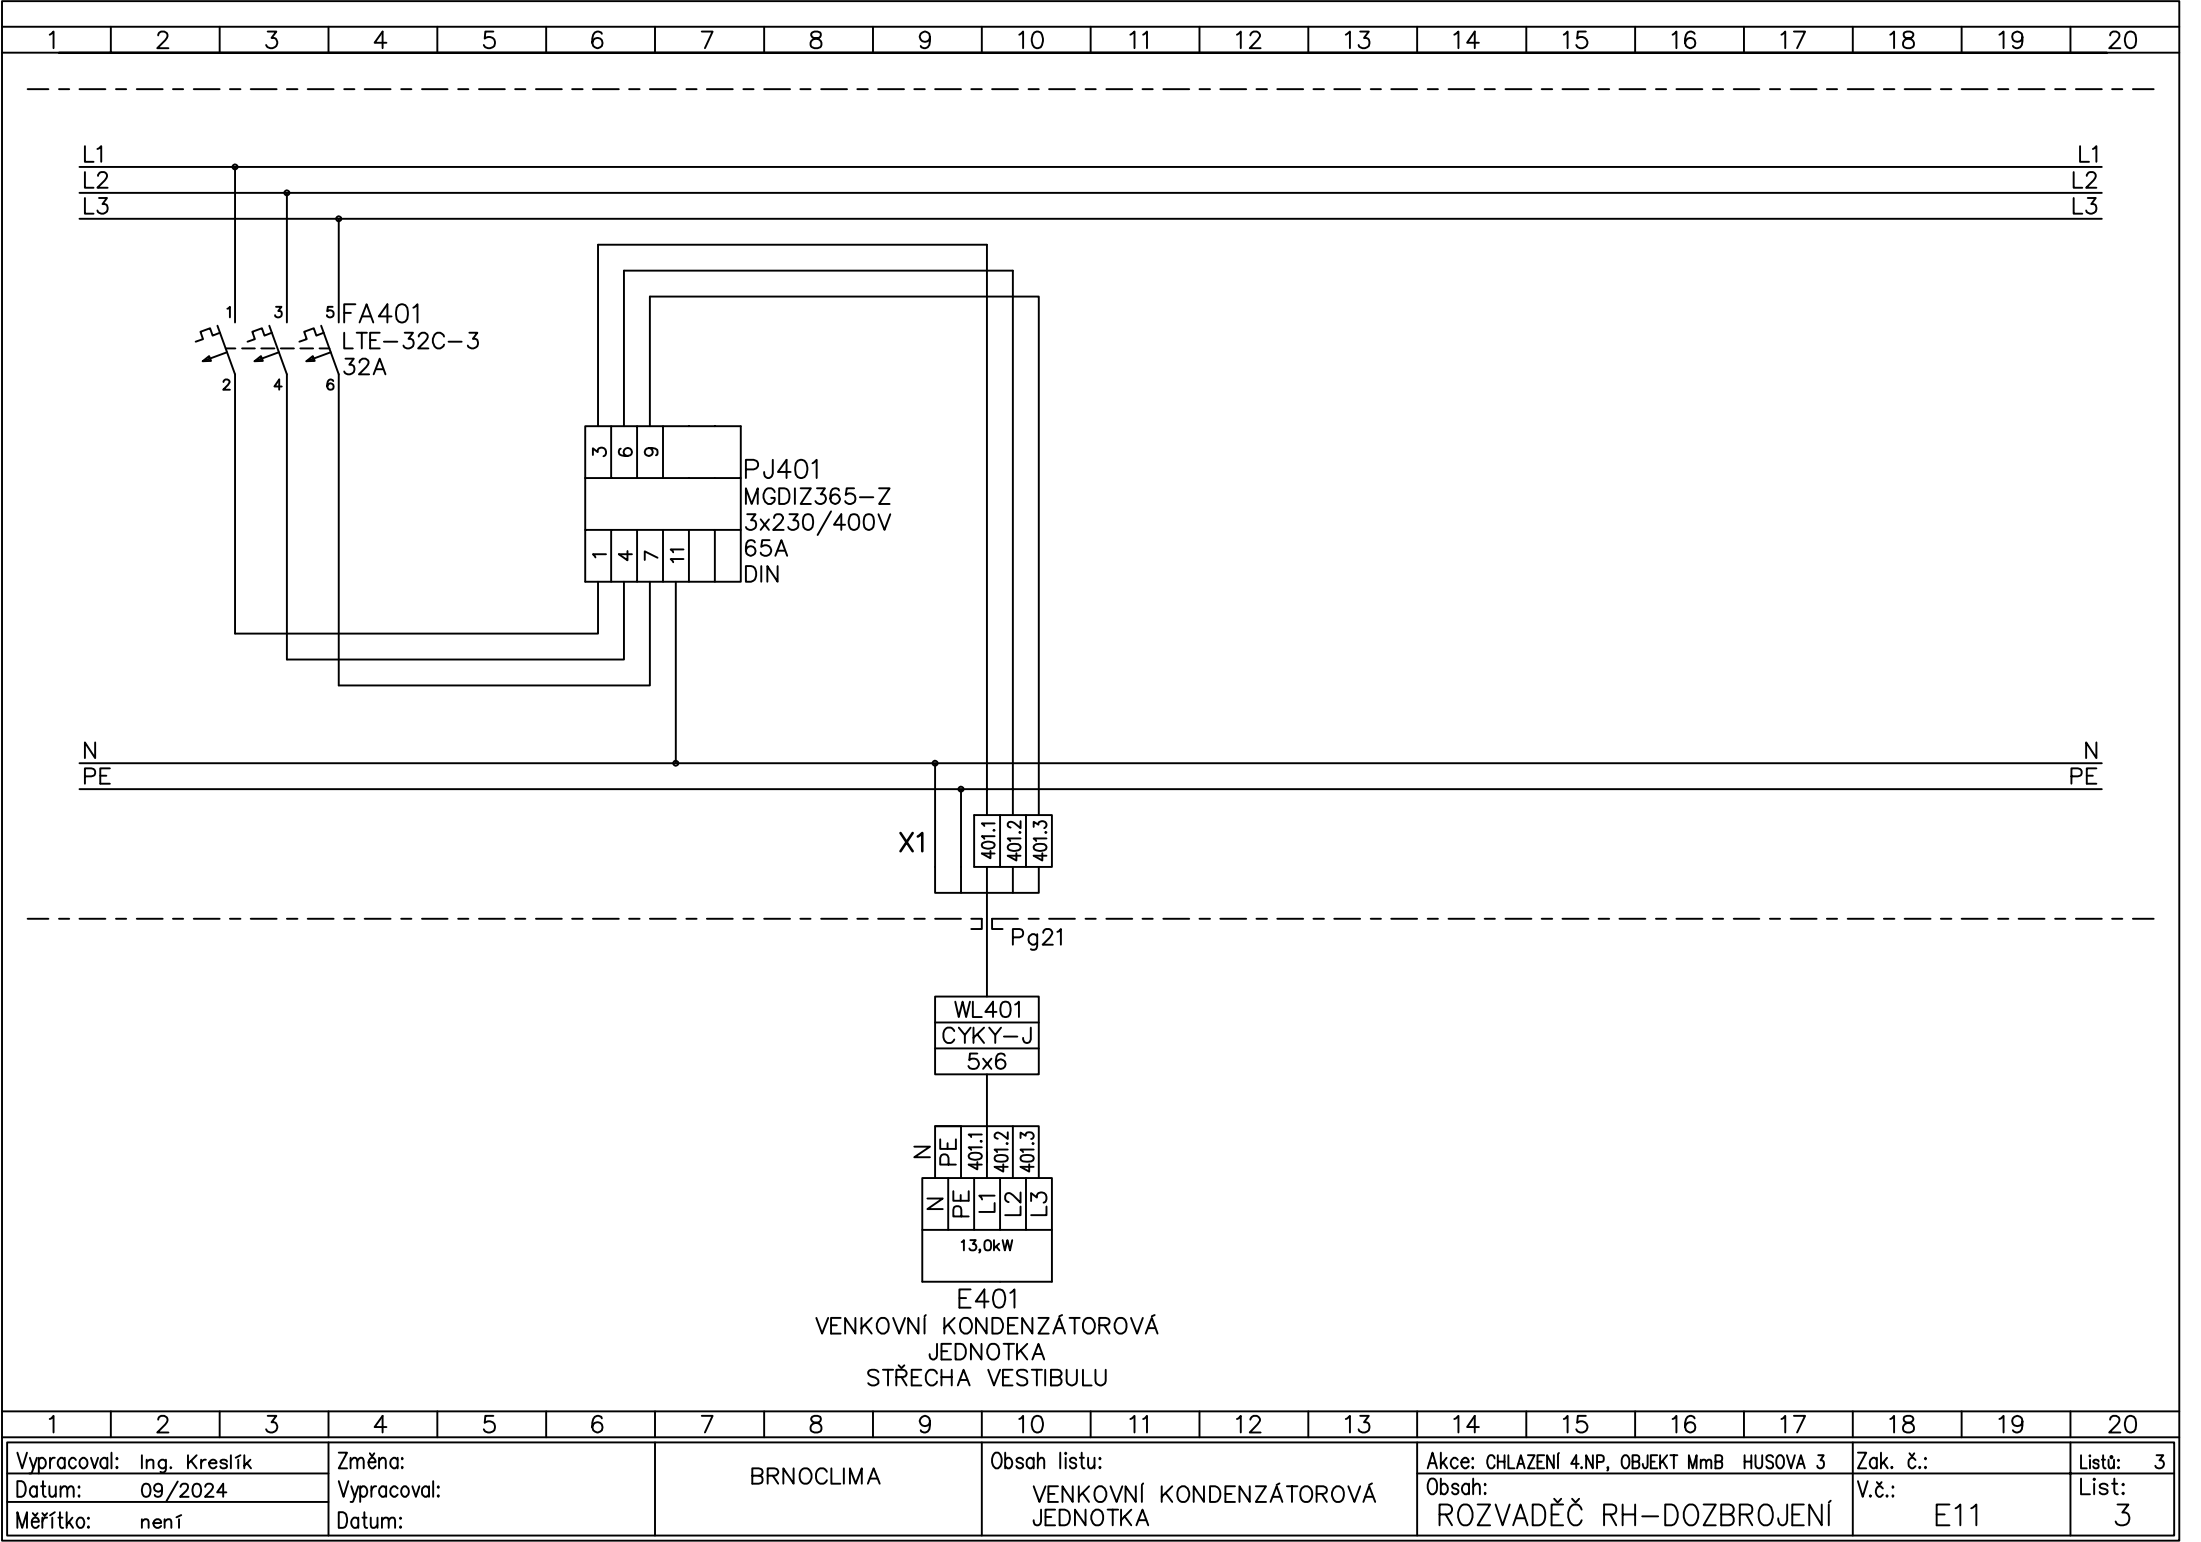 1 2 3 4 5 6 7 8 9 10 11 12 13 14 15 16 17 18 19 20
L1 L1
L2 L2
L3 L3
1 3 5 FA401
LTE-32C-3
32A
2 4 6
3 6 9
PJ401
MGDIZ365-Z
3x230/400V
65A
DIN
1 4 7 11
N N
PE PE
X1 401.1 401.2 401.3
Pg21
WL401
CYKY-J
5x6
N PE 401.1 401.2 401.3
N PE L1 L2 L3
13,0kW
E401
VENKOVNÍ KONDENZÁTOROVÁ
JEDNOTKA
STŘECHA VESTIBULU
1 2 3 4 5 6 7 8 9 10 11 12 13 14 15 16 17 18 19 20
Vypracoval: Ing. Kreslík
Datum: 09/2024
Měřítko: není
Změna:
Vypracoval:
Datum:
BRNOCLIMA
Obsah listu:
VENKOVNÍ KONDENZÁTOROVÁ
JEDNOTKA
Akce: CHLAZENÍ 4.NP, OBJEKT MmB HUSOVA 3
Obsah:
ROZVADĚČ RH-DOZBROJENÍ
Zak. č.:
V.č.:
E11
Listů: 3
List:
3